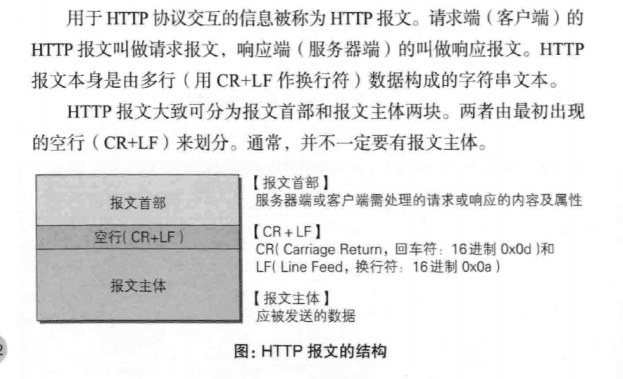 用于 HTTP 协议交互的信息被称为 HTTP 报文。请求端（客户端）的
HTTP 报文叫做请求报文，响应端（服务器端）的叫做响应报文。HTTP
报文本身是由多行（用 CR+LF 作换行符）数据构成的字符串文本。
HTTP 报文大致可分为报文首部和报文主体两块。两者由最初出现
的空行（CR+LF）来划分。通常，并不一定要有报文主体。
报文首部
空行( CR+LF )
报文主体
【报文首部】
服务器端或客户端需处理的请求或响应的内容及属性
【CR + LF】
CR( Carriage Return，回车符：16进制 0x0d )和
LF( Line Feed，换行符：16进制 0x0a )
【报文主体】
应被发送的数据
图：HTTP 报文的结构